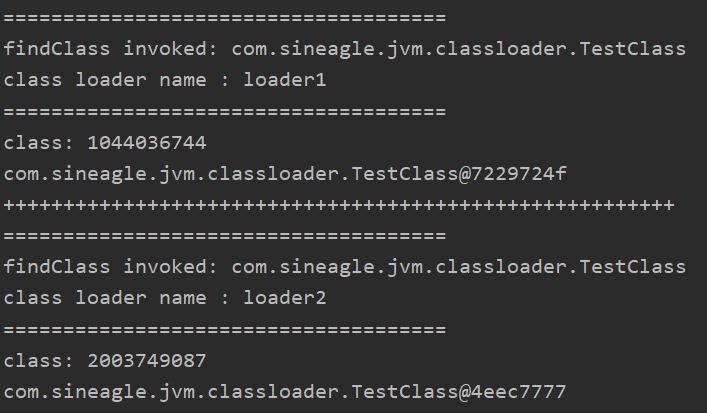 =====================================
findClass invoked: com.sineagle.jvm.classloader.TestClass
class loader name : loader1
=====================================
class: 1044036744
com.sineagle.jvm.classloader.TestClass@7229724f
++++++++++++++++++++++++++++++++++++++++++++++++++++++++
=====================================
findClass invoked: com.sineagle.jvm.classloader.TestClass
class loader name : loader2
=====================================
class: 2003749087
com.sineagle.jvm.classloader.TestClass@4eec7777